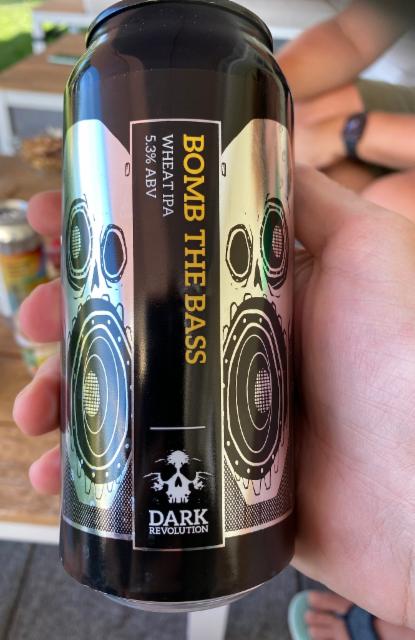 BOMB THE BASS
WHEAT IPA
5.3% ABV
DARK
REVOLUTION